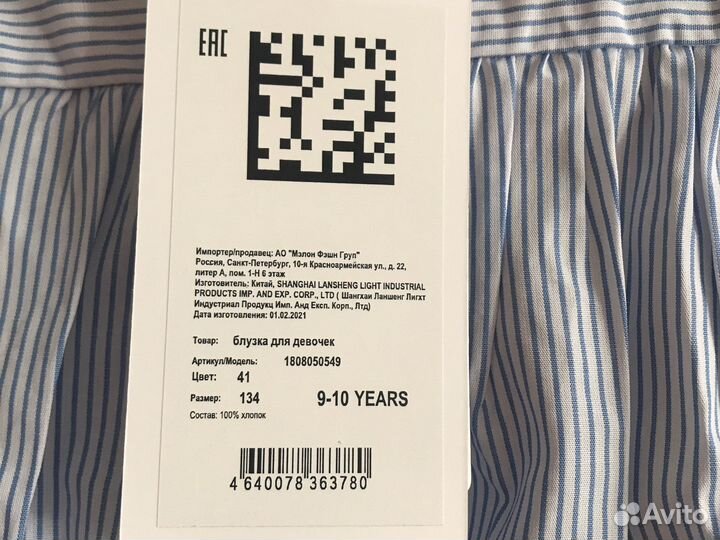 EAC
Импортер/продавец: АО "Мэлон Фэшн Груп"
Россия, Санкт-Петербург, 10-я Красноармейская ул., д. 22,
литер А, пом. 1-Н 6 этаж
Изготовитель: Китай, SHANGHAI LANSHENG LIGHT INDUSTRIAL
PRODUCTS IMP. AND EXP. CORP., LTD ( Шангхаи Ланшенг Лигхт
Индустриал Продукц Имп. Анд Експ. Корп., Лтд)
Дата изготовления: 01.02.2021
Товар: блузка для девочек
Артикул/Модель: 1808050549
Цвет: 41
Размер: 134 9-10 YEARS
Состав: 100% хлопок
4 640078 363780
Avito